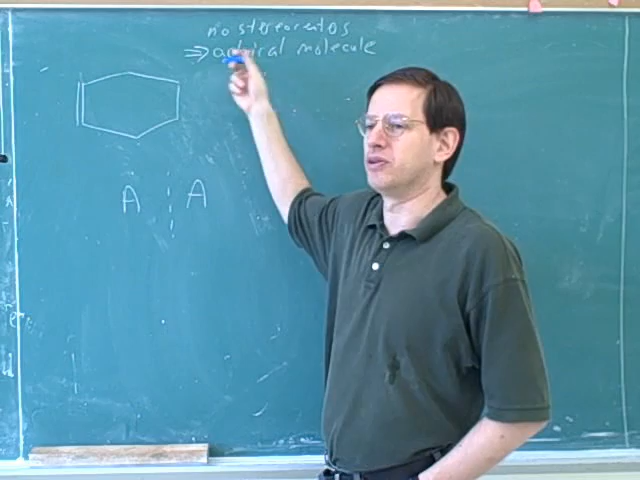 no stereocenters
⇒ achiral molecule
A A